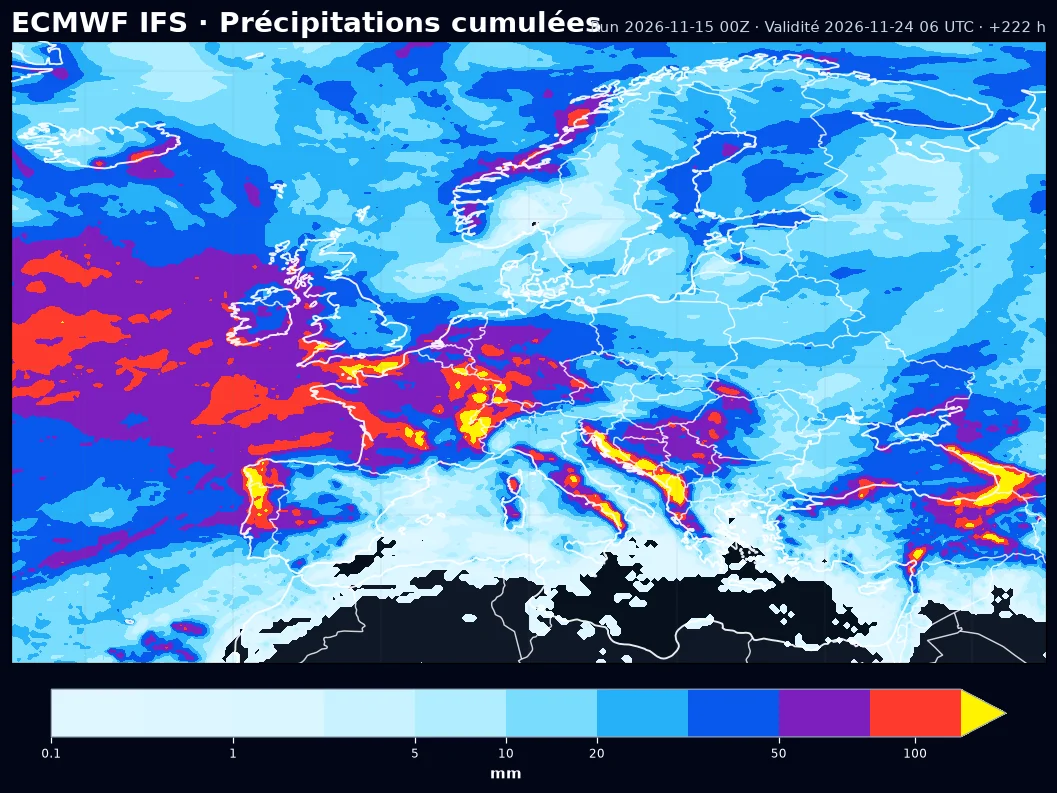 ECMWF IFS · Précipitations cumulées
Run 2026-11-15 00Z · Validité 2026-11-24 06 UTC · +222 h
0.1 1 5 10 20 50 100
mm